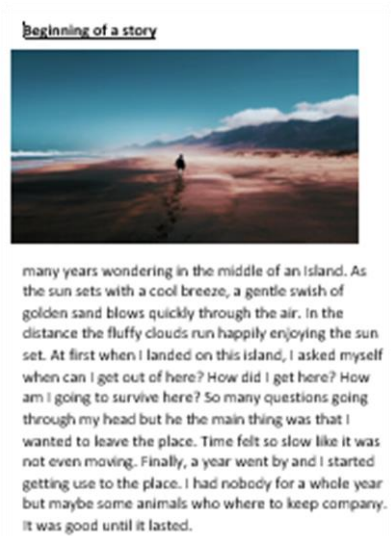 Beginning of a story
many years wondering in the middle of an Island. As
the sun sets with a cool breeze, a gentle swish of
golden sand blows quickly through the air. In the
distance the fluffy clouds run happily enjoying the sun
set. At first when I landed on this island, I asked myself
when can I get out of here? How did I get here? How
am I going to survive here? So many questions going
through my head but he the main thing was that I
wanted to leave the place. Time felt so slow like it was
not even moving. Finally, a year went by and I started
getting use to the place. I had nobody for a whole year
but maybe some animals who where to keep company.
It was good until it lasted.